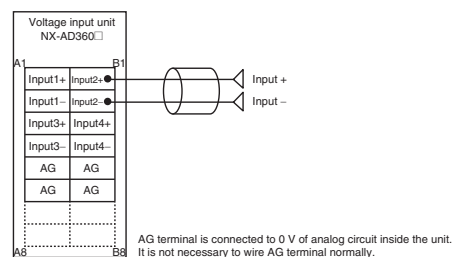 Voltage input unit
NX-AD360□
A1 B1
Input1+ Input2+ Input +
Input1− Input2− Input −
Input3+ Input4+
Input3− Input4−
AG AG
AG AG
A8 B8
AG terminal is connected to 0 V of analog circuit inside the unit.
It is not necessary to wire AG terminal normally.